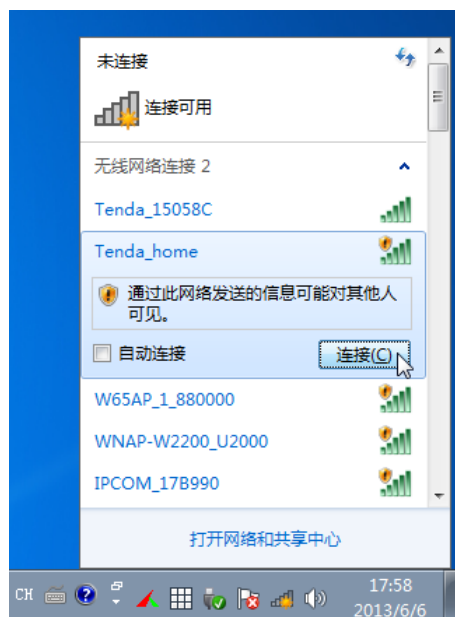 未连接
连接可用
无线网络连接 2
Tenda_15058C
Tenda_home
通过此网络发送的信息可能对其他人
可见。
自动连接
连接(C)
W65AP_1_880000
WNAP-W2200_U2000
IPCOM_17B990
打开网络和共享中心
CH
17:58
2013/6/6